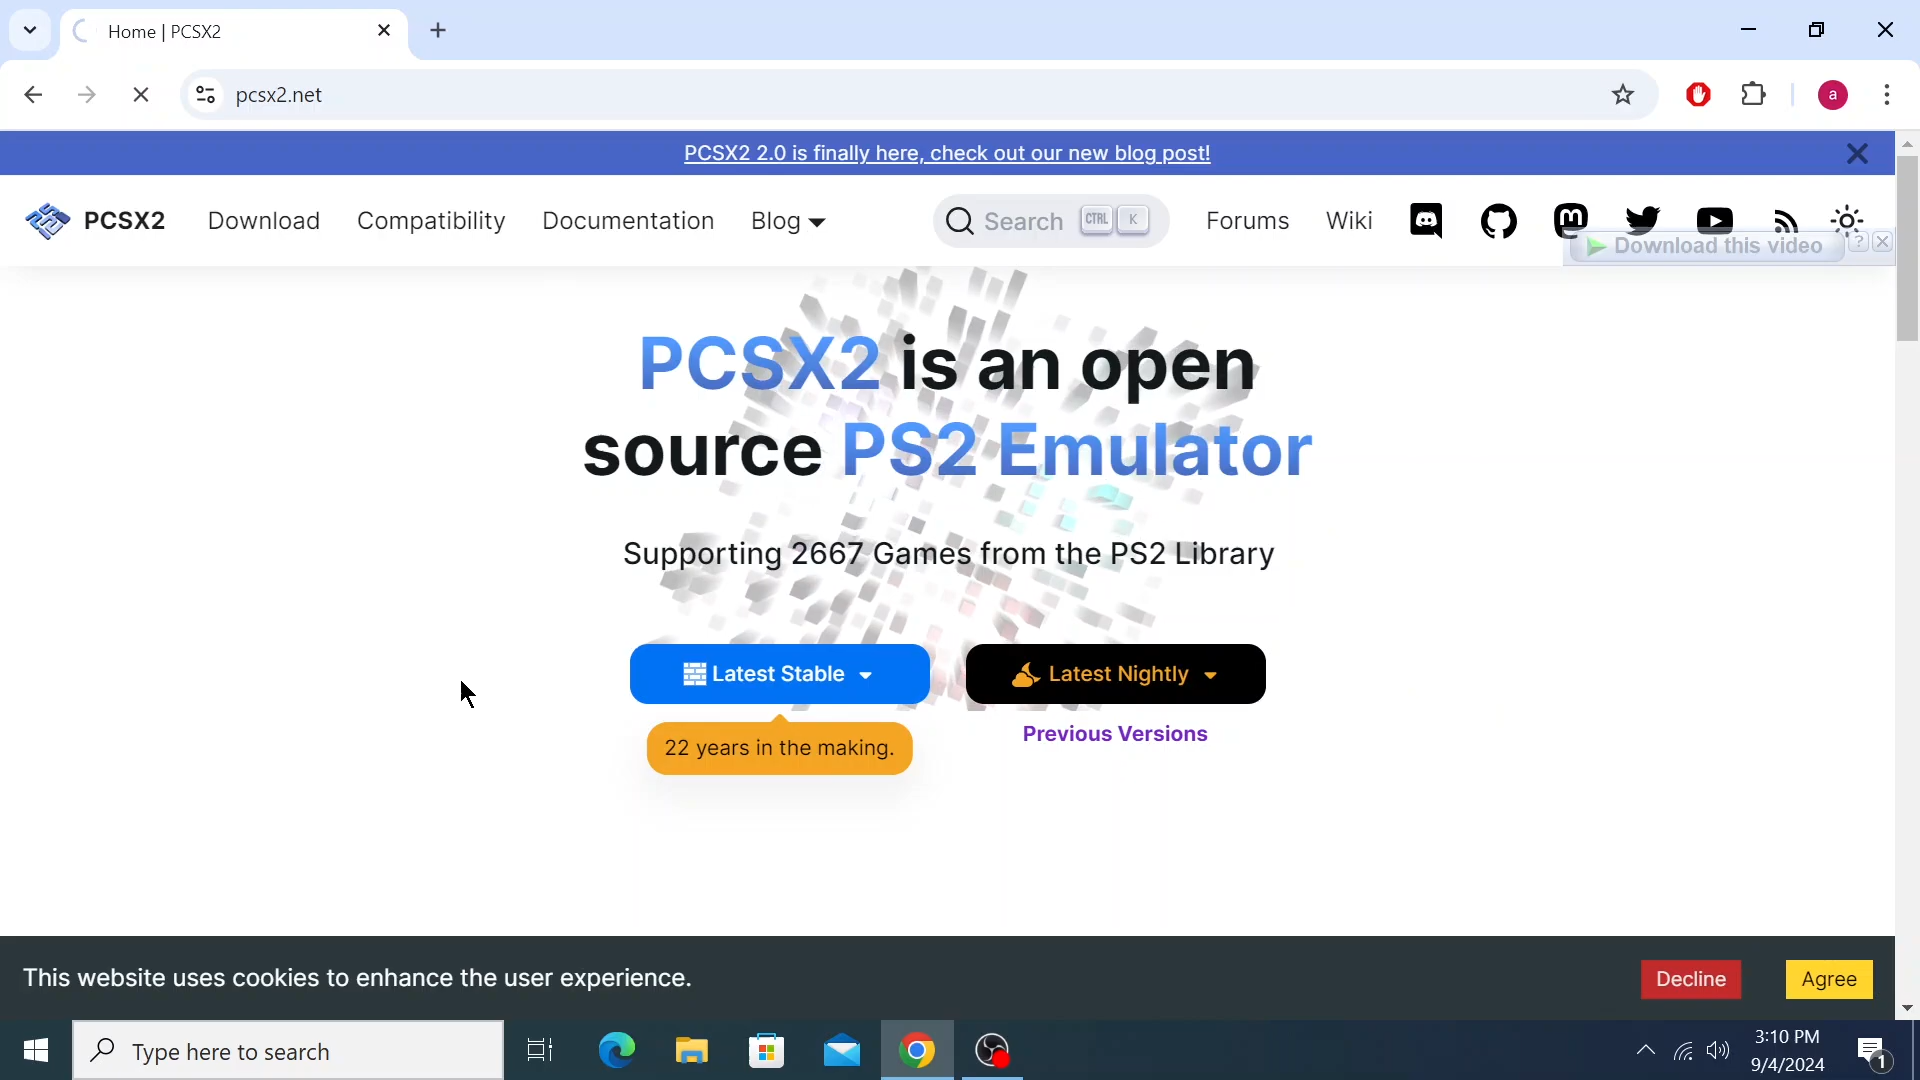 Home | PCSX2
pcsx2.net
a
PCSX2 2.0 is finally here, check out our new blog post!
PCSX2 Download Compatibility Documentation Blog Search CTRL K Forums Wiki
Download this video ?
PCSX2 is an open
source PS2 Emulator
Supporting 2667 Games from the PS2 Library
Latest Stable Latest Nightly
22 years in the making. Previous Versions
This website uses cookies to enhance the user experience. Decline Agree
Type here to search
3:10 PM
9/4/2024
1